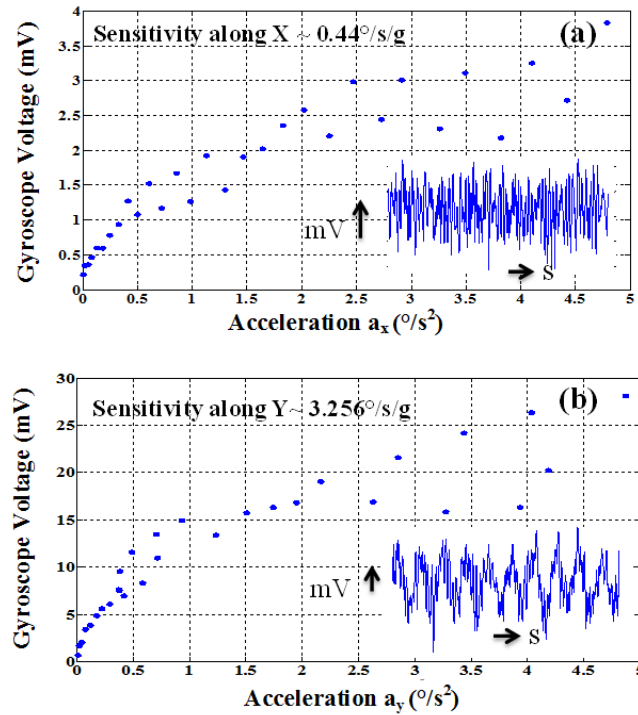 Sensitivity along X ~ 0.44°/s/g
(a)
Gyroscope Voltage (mV)
4
3.5
3
2.5
2
1.5
1
0.5
0
mV
s
0 0.5 1 1.5 2 2.5 3 3.5 4 4.5 5
Acceleration aₓ (°/s²)
Sensitivity along Y~ 3.256°/s/g
(b)
Gyroscope Voltage (mV)
30
25
20
15
10
5
0
mV
s
0 0.5 1 1.5 2 2.5 3 3.5 4 4.5 5
Acceleration a_y (°/s²)